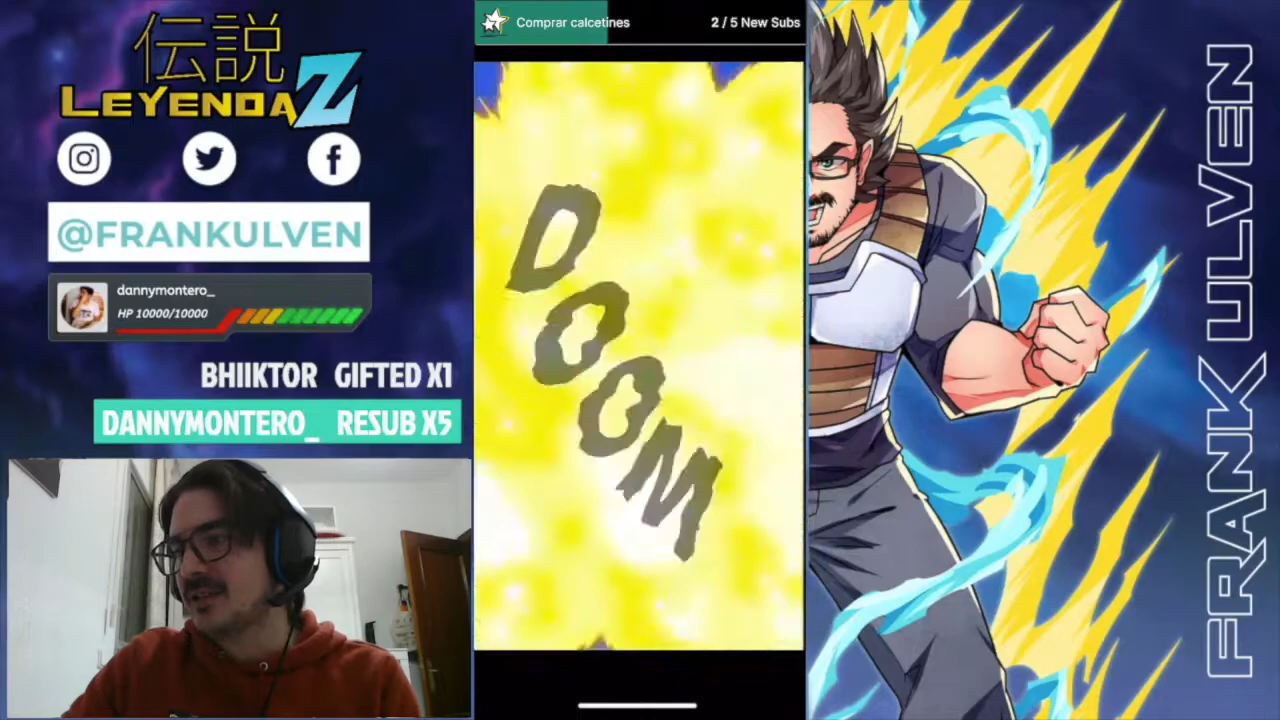 伝説
LEYENDA Z
@FRANKULVEN
dannymontero_
HP 10000/10000
BHIIKTOR GIFTED X1
DANNYMONTERO_ RESUB X5
Comprar calcetines 2 / 5 New Subs
DOOM
FRANK ULVEN